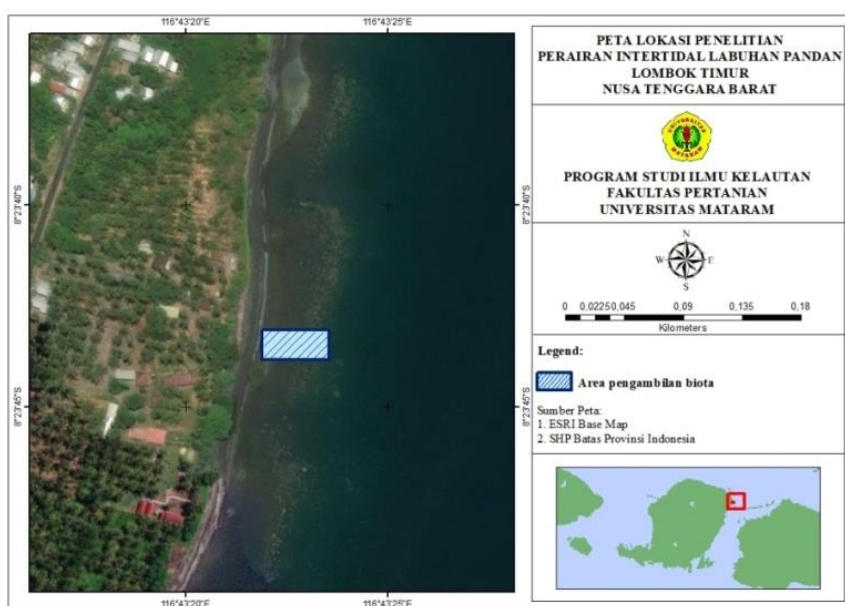 116°43'20"E
116°43'25"E
8°23'40"S
8°23'45"S
8°23'40"S
8°23'45"S
116°43'20"E
116°43'25"E
PETA LOKASI PENELITIAN
PERAIRAN INTERTIDAL LABUHAN PANDAN
LOMBOK TIMUR
NUSA TENGGARA BARAT
UNIVERSITAS
MATARAM
PROGRAM STUDI ILMU KELAUTAN
FAKULTAS PERTANIAN
UNIVERSITAS MATARAM
N
W E
S
0 0,0225 0,045 0,09 0,135 0,18
Kilometers
Legend:
Area pengambilan biota
Sumber Peta:
1. ESRI Base Map
2. SHP Batas Provinsi Indonesia